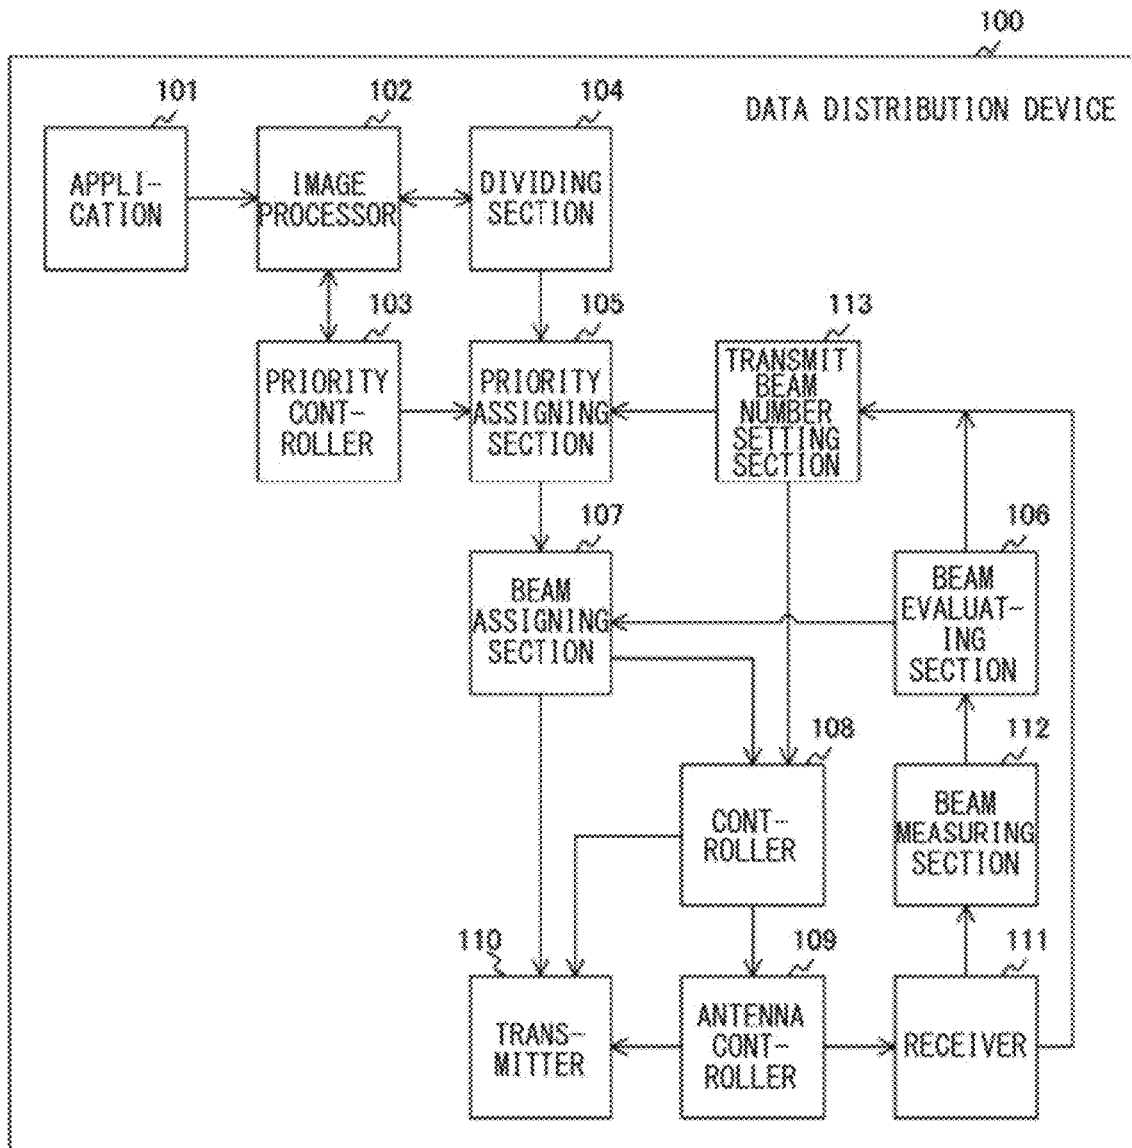 100
DATA DISTRIBUTION DEVICE
101
APPLI-
CATION
102
IMAGE
PROCESSOR
104
DIVIDING
SECTION
103
PRIORITY
CONT-
ROLLER
105
PRIORITY
ASSIGNING
SECTION
113
TRANSMIT
BEAM
NUMBER
SETTING
SECTION
107
BEAM
ASSIGNING
SECTION
106
BEAM
EVALUAT-
ING
SECTION
108
CONT-
ROLLER
112
BEAM
MEASURING
SECTION
110
TRANS-
MITTER
109
ANTENNA
CONT-
ROLLER
111
RECEIVER